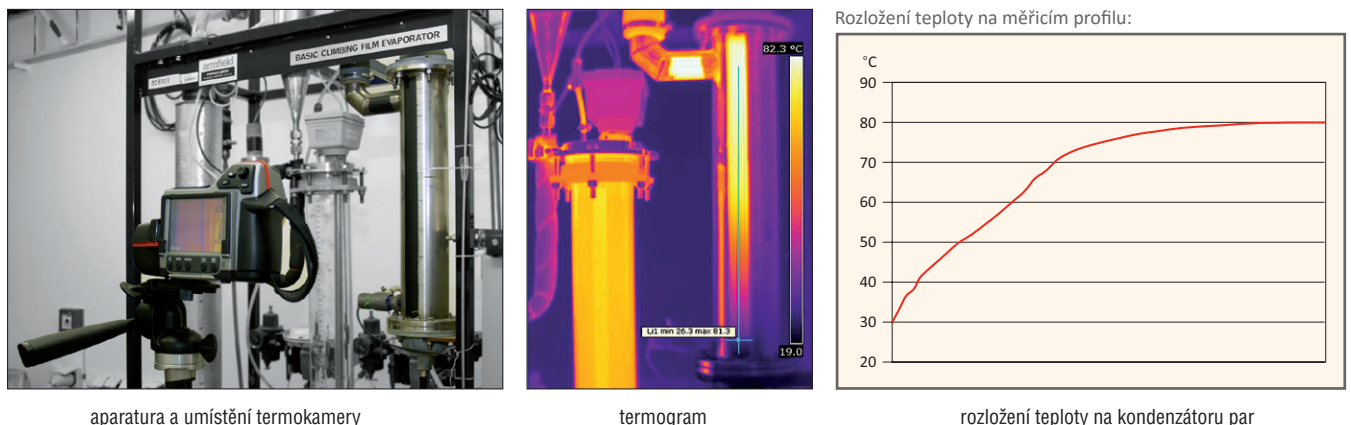 BASIC CLIMBING FILM EVAPORATOR
armfield
82.3 °C
Li1 min 26.3 max 81.3
19.0
Rozložení teploty na měřicím profilu:
°C
90
80
70
60
50
40
30
20
aparatura a umístění termokamery
termogram
rozložení teploty na kondenzátoru par